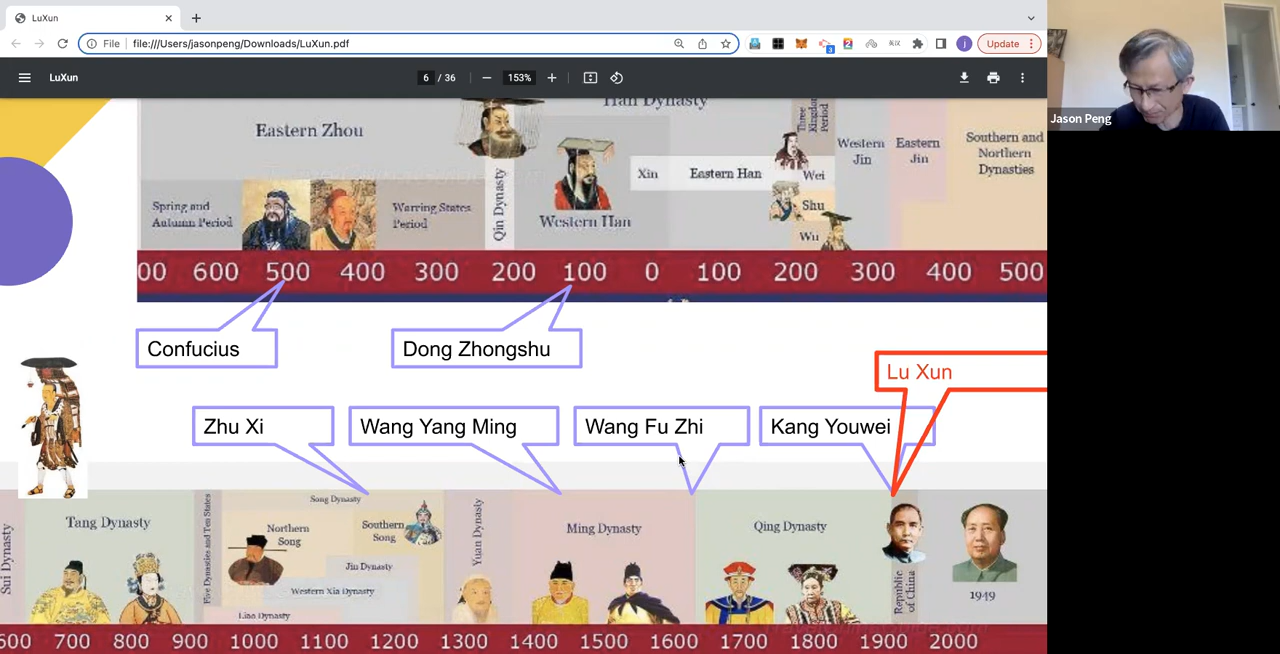 LuXun
File file:///Users/jasonpeng/Downloads/LuXun.pdf
3
2
j
Update
LuXun
6 / 36
153%
Jason Peng
Han Dynasty
Eastern Zhou
Three Kingdom Period
Western Jin
Eastern Jin
Southern and Northern Dynasties
Xin
Eastern Han
Wei
Spring and Autumn Period
Warring States Period
Qin Dynasty
Western Han
Shu
Wu
00 600 500 400 300 200 100 0 100 200 300 400 500
Confucius
Dong Zhongshu
Lu Xun
Zhu Xi
Wang Yang Ming
Wang Fu Zhi
Kang Youwei
Sui Dynasty
Tang Dynasty
Five Dynasties and Ten States
Song Dynasty
Northern Song
Southern Song
Jin Dynasty
Western Xia Dynasty
Liao Dynasty
Yuan Dynasty
Ming Dynasty
Qing Dynasty
Republic of China
1949
600 700 800 900 1000 1100 1200 1300 1400 1500 1600 1700 1800 1900 2000